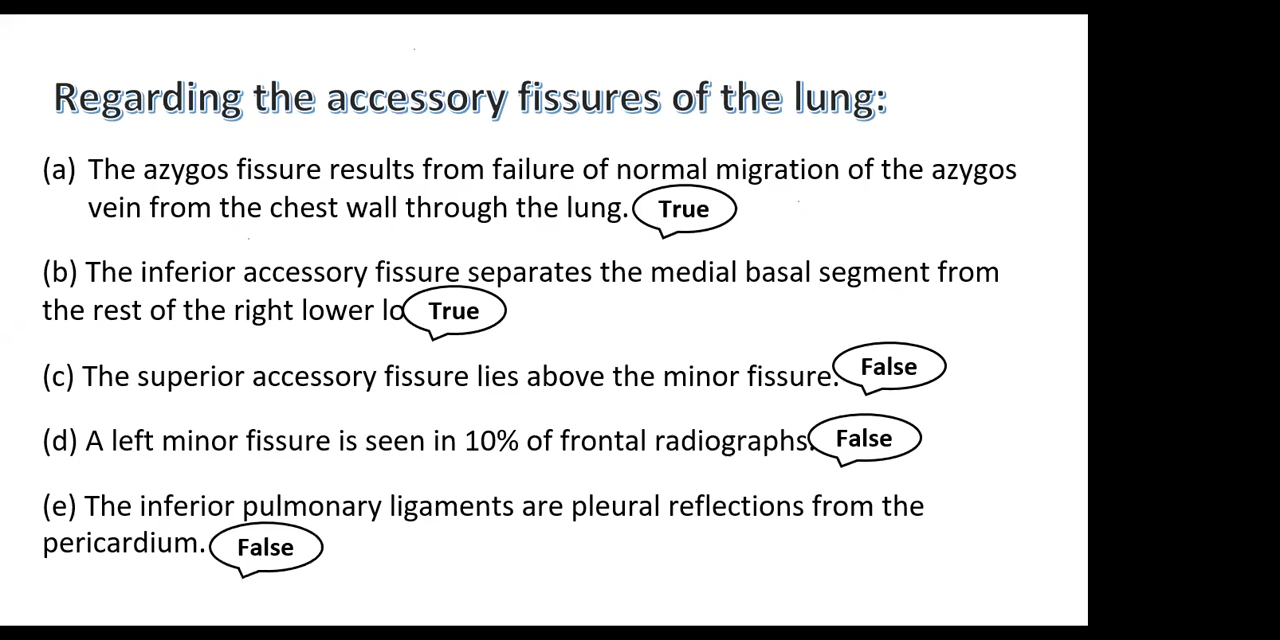 Regarding the accessory fissures of the lung:
(a) The azygos fissure results from failure of normal migration of the azygos
vein from the chest wall through the lung. True
(b) The inferior accessory fissure separates the medial basal segment from
the rest of the right lower lo True
(c) The superior accessory fissure lies above the minor fissure. False
(d) A left minor fissure is seen in 10% of frontal radiographs. False
(e) The inferior pulmonary ligaments are pleural reflections from the
pericardium. False